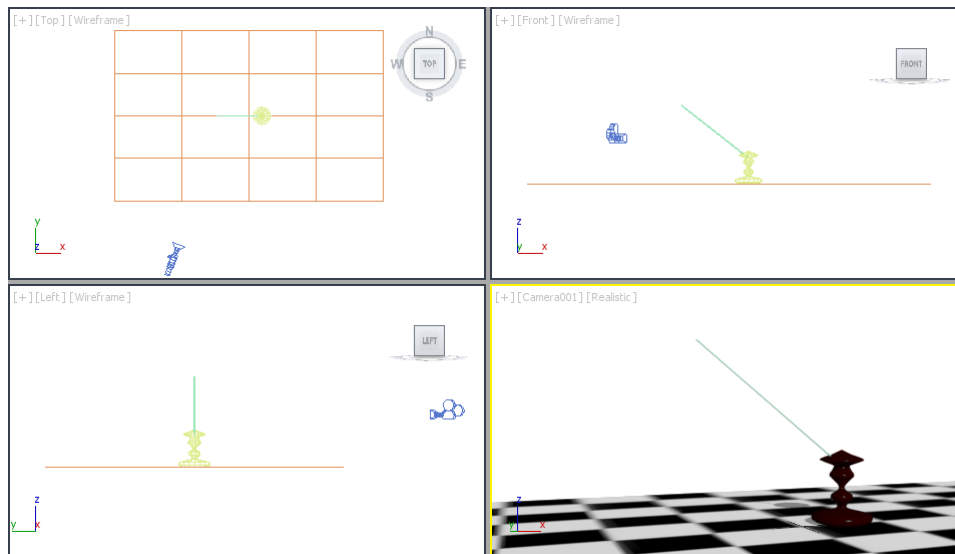 [+] [Top] [Wireframe]
N
W TOP E
S
y
z x
[+] [Front] [Wireframe]
FRONT
z
y x
[+] [Left] [Wireframe]
LEFT
z
y x
[+] [Camera001] [Realistic]
z
y x